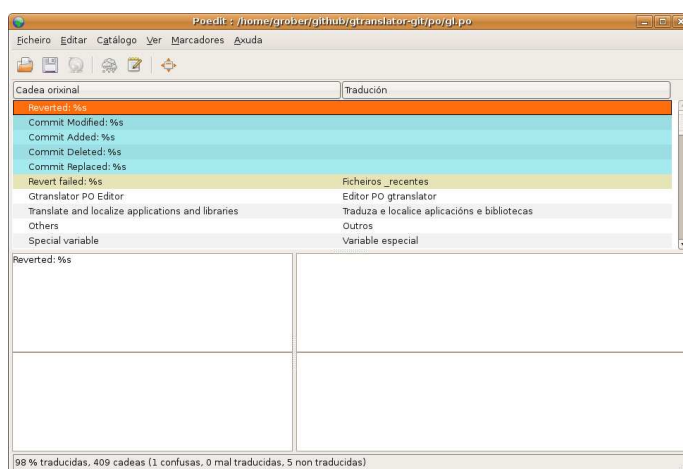 Poedit : /home/grober/github/gtranslator-git/po/gl.po
Ficheiro Editar Catálogo Ver Marcadores Axuda
Cadea orixinal Tradución
Reverted: %s
Commit Modified: %s
Commit Added: %s
Commit Deleted: %s
Commit Replaced: %s
Revert failed: %s Ficheiros _recentes
Gtranslator PO Editor Editor PO gtranslator
Translate and localize applications and libraries Traduza e localice aplicacións e bibliotecas
Others Outros
Special variable Variable especial
Reverted: %s
98 % traducidas, 409 cadeas (1 confusas, 0 mal traducidas, 5 non traducidas)